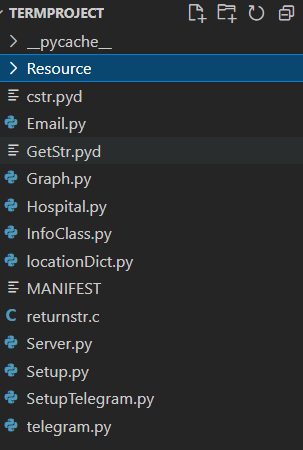 TERMPROJECT
__pycache__
Resource
cstr.pyd
Email.py
GetStr.pyd
Graph.py
Hospital.py
InfoClass.py
locationDict.py
MANIFEST
C returnstr.c
Server.py
Setup.py
SetupTelegram.py
telegram.py